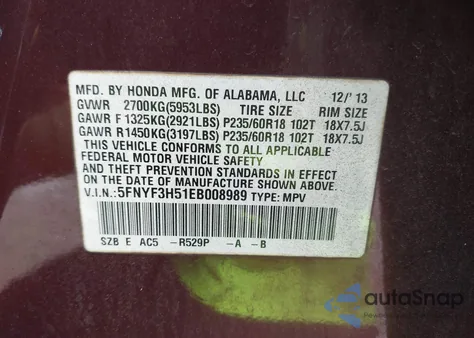 MFD. BY HONDA MFG. OF ALABAMA, LLC 12/'13
GVWR 2700KG(5953LBS) TIRE SIZE RIM SIZE
GAWR F 1325KG(2921LBS) P235/60R18 102T 18X7.5J
GAWR R 1450KG(3197LBS) P235/60R18 102T 18X7.5J
THIS VEHICLE CONFORMS TO ALL APPLICABLE
FEDERAL MOTOR VEHICLE SAFETY
AND THEFT PREVENTION STANDARDS IN EFFECT
ON THE DATE OF MANUFACTURE SHOWN ABOVE.
V.I.N.: 5FNYF3H51EB008989 TYPE: MPV
SZB E AC5 -R529P -A -B
autoSnap